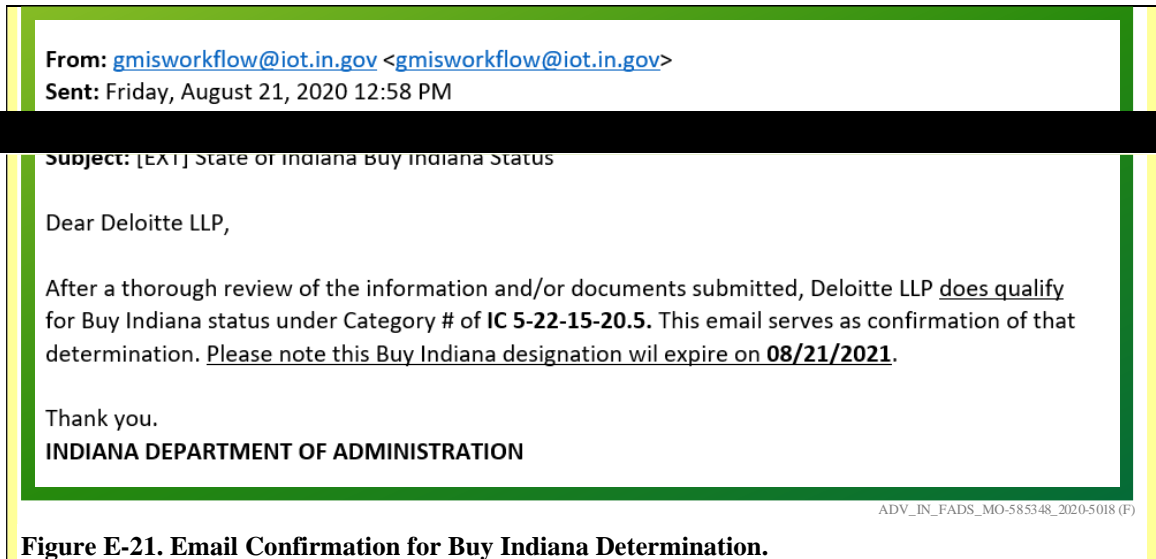 From: gmisworkflow@iot.in.gov <gmisworkflow@iot.in.gov>
Sent: Friday, August 21, 2020 12:58 PM
Subject: [EXT] State of Indiana Buy Indiana Status
Dear Deloitte LLP,
After a thorough review of the information and/or documents submitted, Deloitte LLP does qualify
for Buy Indiana status under Category # of IC 5-22-15-20.5. This email serves as confirmation of that
determination. Please note this Buy Indiana designation wil expire on 08/21/2021.
Thank you.
INDIANA DEPARTMENT OF ADMINISTRATION
ADV_IN_FADS_MO-585348_2020-5018 (F)
Figure E-21. Email Confirmation for Buy Indiana Determination.